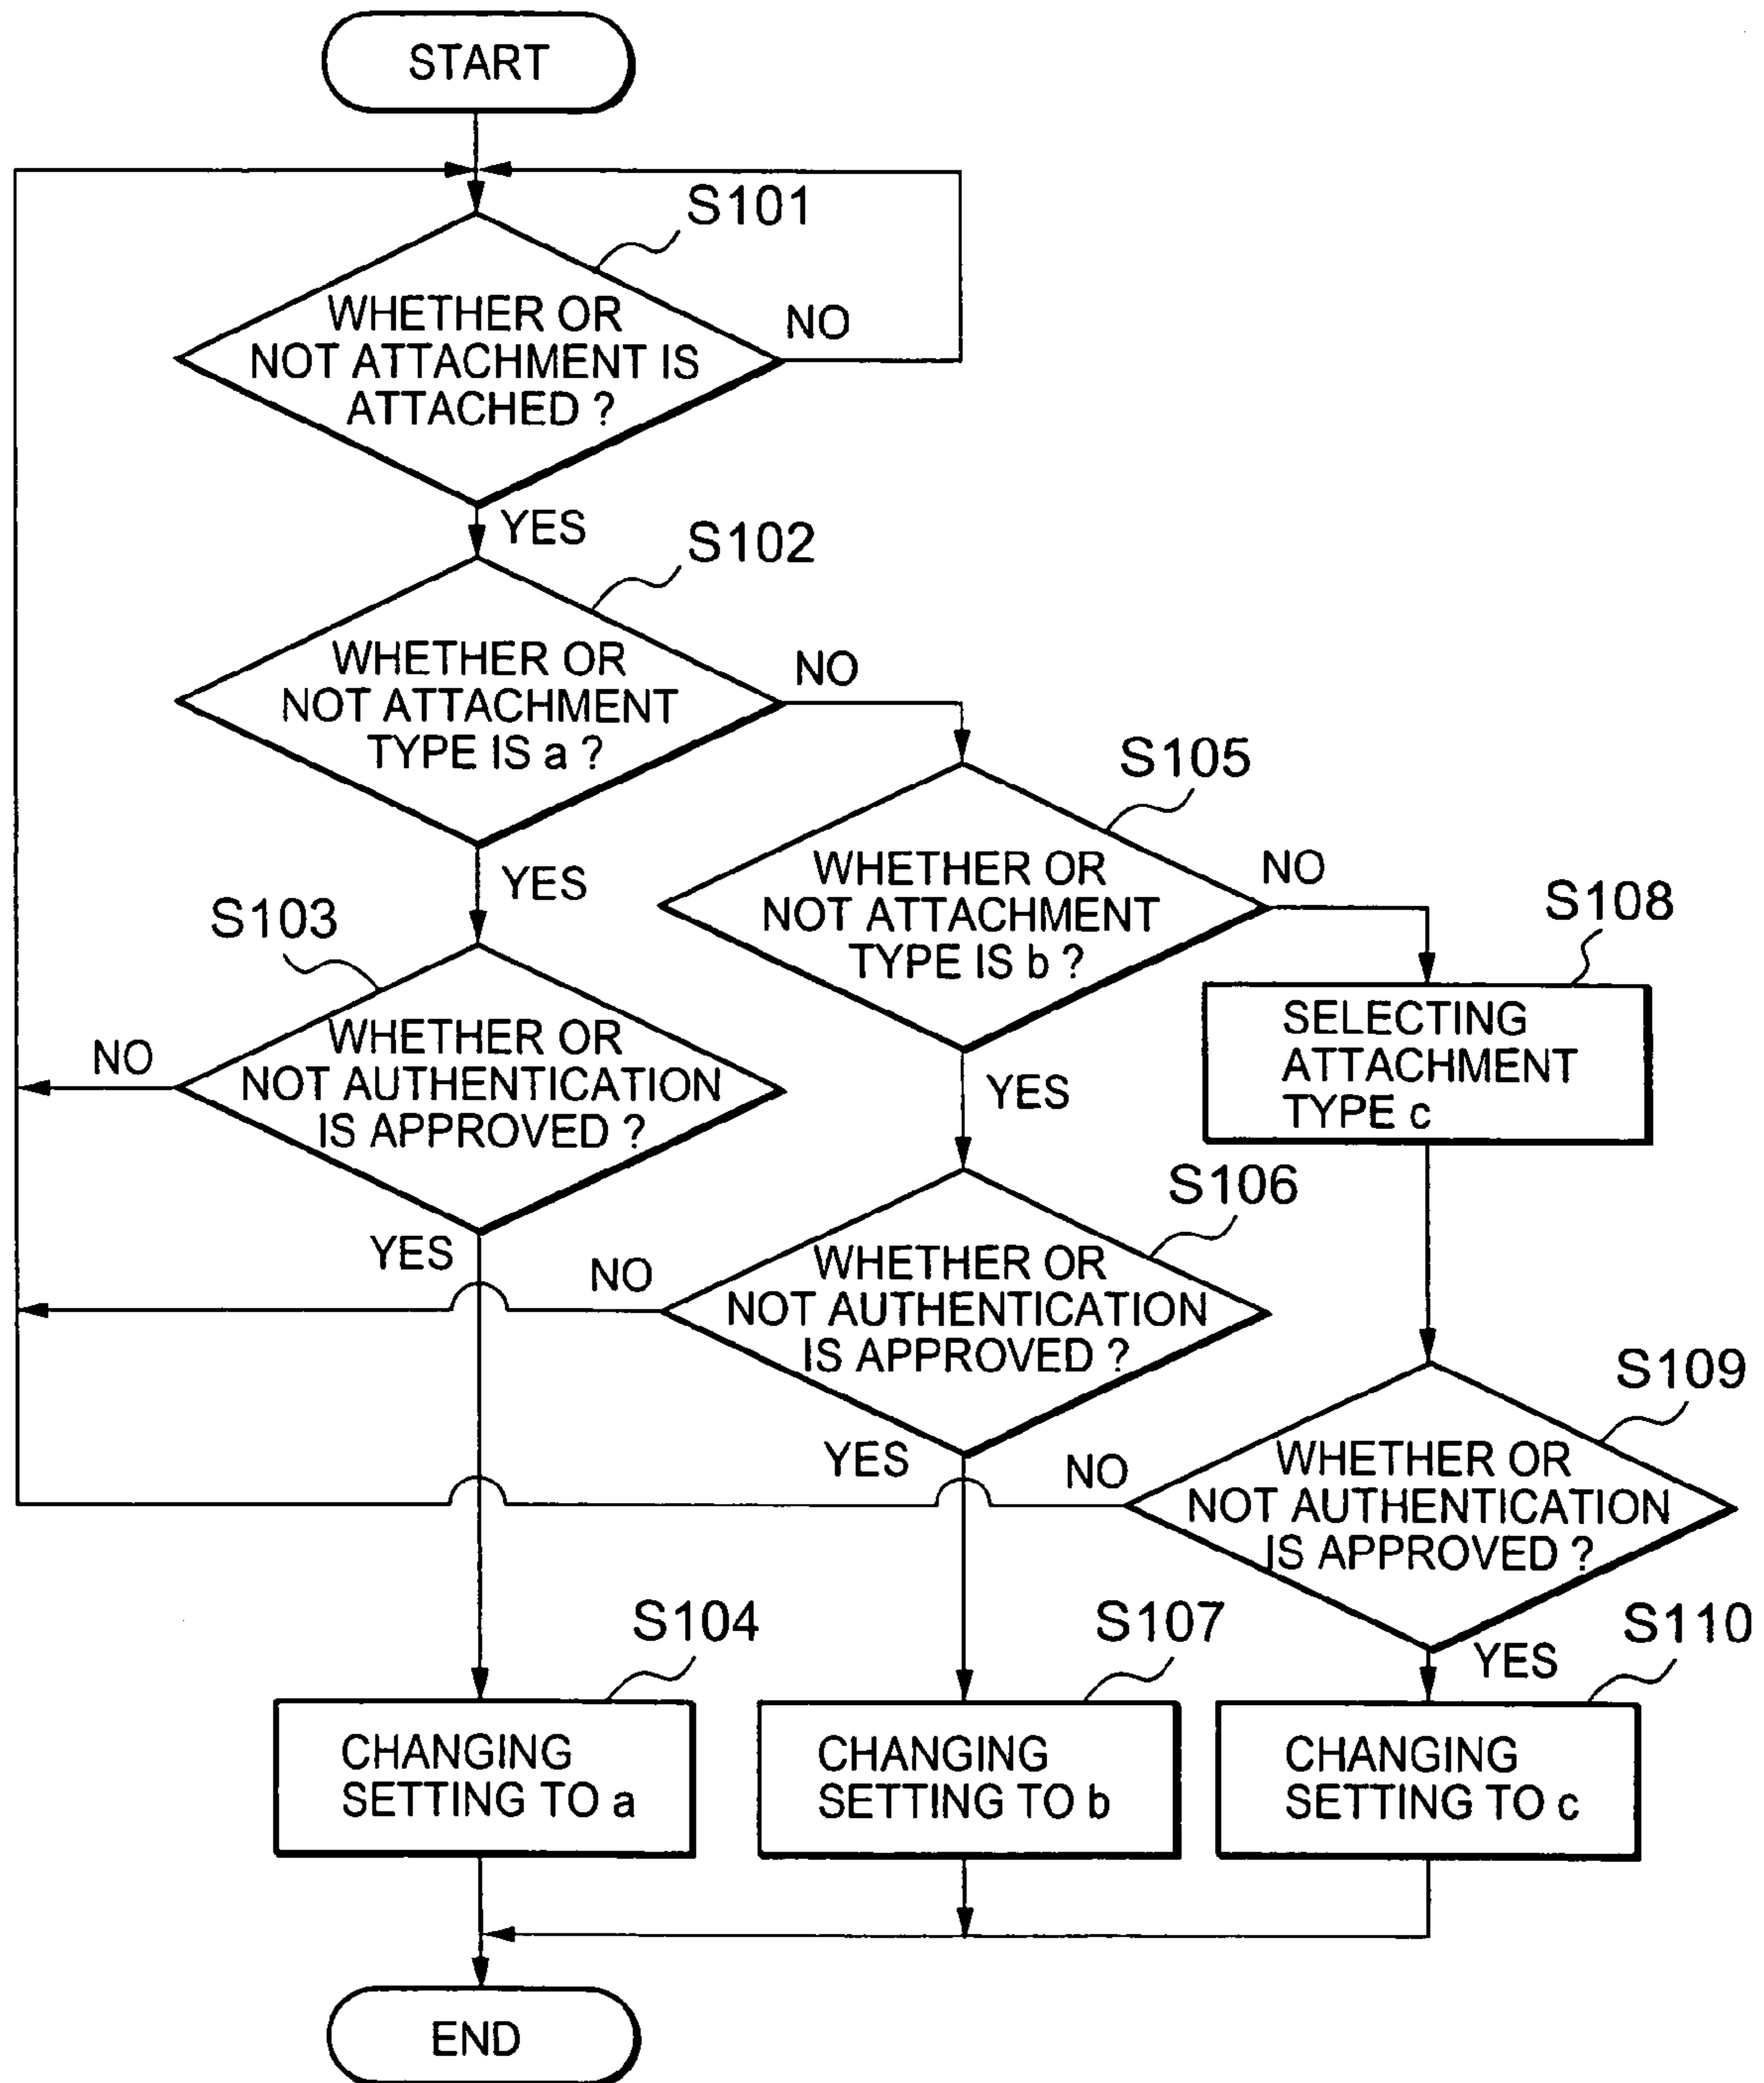 START
S101
WHETHER OR
NOT ATTACHMENT IS
ATTACHED ?
NO
YES
S102
WHETHER OR
NOT ATTACHMENT
TYPE IS a ?
NO
YES
S105
WHETHER OR
NOT ATTACHMENT
TYPE IS b ?
NO
YES
S103
WHETHER OR
NOT AUTHENTICATION
IS APPROVED ?
NO
YES
S108
SELECTING
ATTACHMENT
TYPE c
S106
WHETHER OR
NOT AUTHENTICATION
IS APPROVED ?
NO
YES
S109
WHETHER OR
NOT AUTHENTICATION
IS APPROVED ?
NO
YES
S104
CHANGING
SETTING TO a
S107
CHANGING
SETTING TO b
S110
CHANGING
SETTING TO c
END